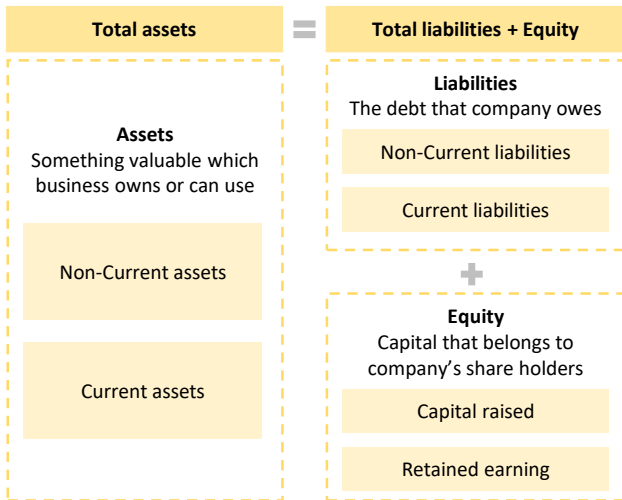 Total assets
=
Total liabilities + Equity
Assets
Something valuable which
business owns or can use
Non-Current assets
Current assets
Liabilities
The debt that company owes
Non-Current liabilities
Current liabilities
+
Equity
Capital that belongs to
company's share holders
Capital raised
Retained earning